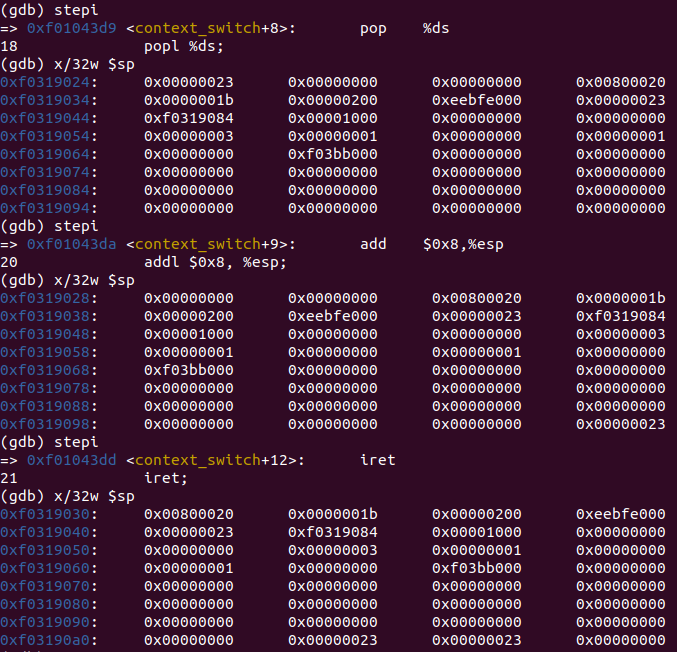 (gdb) stepi
=> 0xf01043d9 <context_switch+8>: pop %ds
18 popl %ds;
(gdb) x/32w $sp
0xf0319024: 0x00000023 0x00000000 0x00000000 0x00800020
0xf0319034: 0x0000001b 0x00000200 0xeebfe000 0x00000023
0xf0319044: 0xf0319084 0x00001000 0x00000000 0x00000000
0xf0319054: 0x00000003 0x00000001 0x00000000 0x00000001
0xf0319064: 0x00000000 0xf03bb000 0x00000000 0x00000000
0xf0319074: 0x00000000 0x00000000 0x00000000 0x00000000
0xf0319084: 0x00000000 0x00000000 0x00000000 0x00000000
0xf0319094: 0x00000000 0x00000000 0x00000000 0x00000000
(gdb) stepi
=> 0xf01043da <context_switch+9>: add $0x8,%esp
20 addl $0x8, %esp;
(gdb) x/32w $sp
0xf0319028: 0x00000000 0x00000000 0x00800020 0x0000001b
0xf0319038: 0x00000200 0xeebfe000 0x00000023 0xf0319084
0xf0319048: 0x00001000 0x00000000 0x00000000 0x00000003
0xf0319058: 0x00000001 0x00000000 0x00000001 0x00000000
0xf0319068: 0xf03bb000 0x00000000 0x00000000 0x00000000
0xf0319078: 0x00000000 0x00000000 0x00000000 0x00000000
0xf0319088: 0x00000000 0x00000000 0x00000000 0x00000000
0xf0319098: 0x00000000 0x00000000 0x00000000 0x00000023
(gdb) stepi
=> 0xf01043dd <context_switch+12>: iret
21 iret;
(gdb) x/32w $sp
0xf0319030: 0x00800020 0x0000001b 0x00000200 0xeebfe000
0xf0319040: 0x00000023 0xf0319084 0x00001000 0x00000000
0xf0319050: 0x00000000 0x00000003 0x00000001 0x00000000
0xf0319060: 0x00000001 0x00000000 0xf03bb000 0x00000000
0xf0319070: 0x00000000 0x00000000 0x00000000 0x00000000
0xf0319080: 0x00000000 0x00000000 0x00000000 0x00000000
0xf0319090: 0x00000000 0x00000000 0x00000000 0x00000000
0xf03190a0: 0x00000000 0x00000023 0x00000023 0x00000000